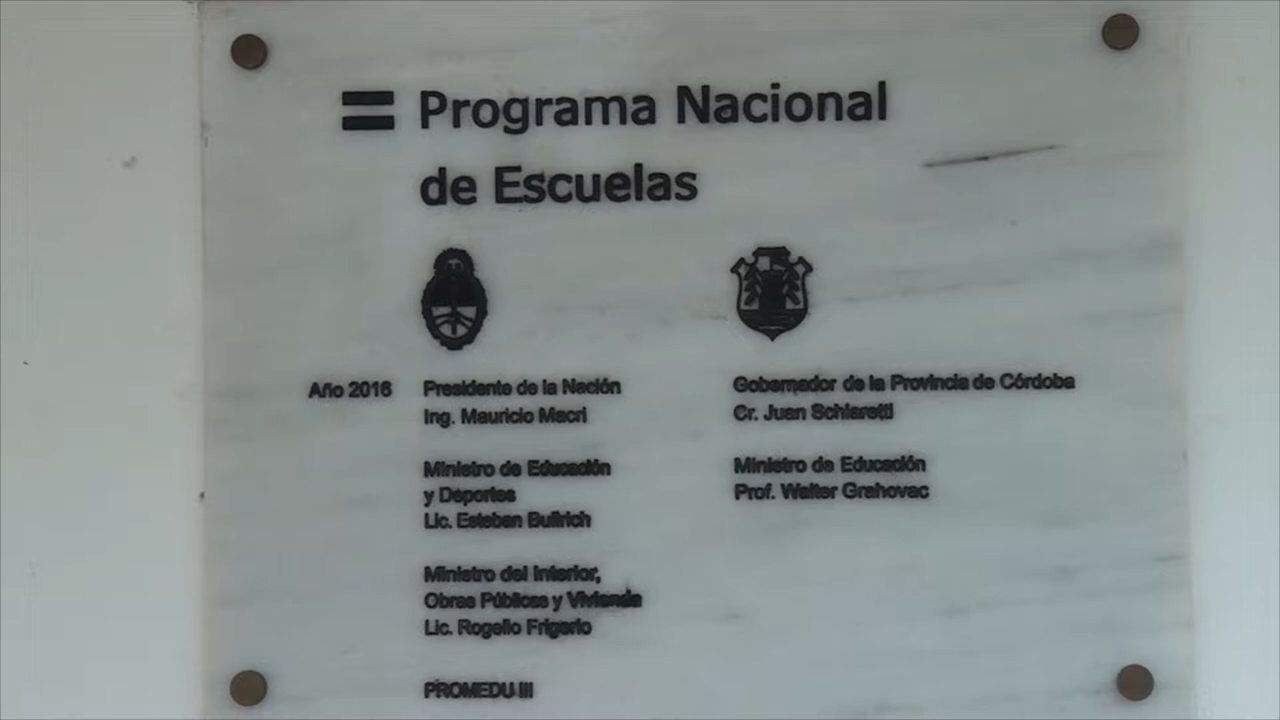 Programa Nacional
de Escuelas
Año 2016
Presidente de la Nación
Ing. Mauricio Macri
Ministro de Educación
y Deportes
Lic. Esteban Bullrich
Ministro del Interior,
Obras Públicas y Vivienda
Lic. Rogelio Frigerio
PROMEDU III
Gobernador de la Provincia de Córdoba
Cr. Juan Schiaretti
Ministro de Educación
Prof. Walter Grahovac